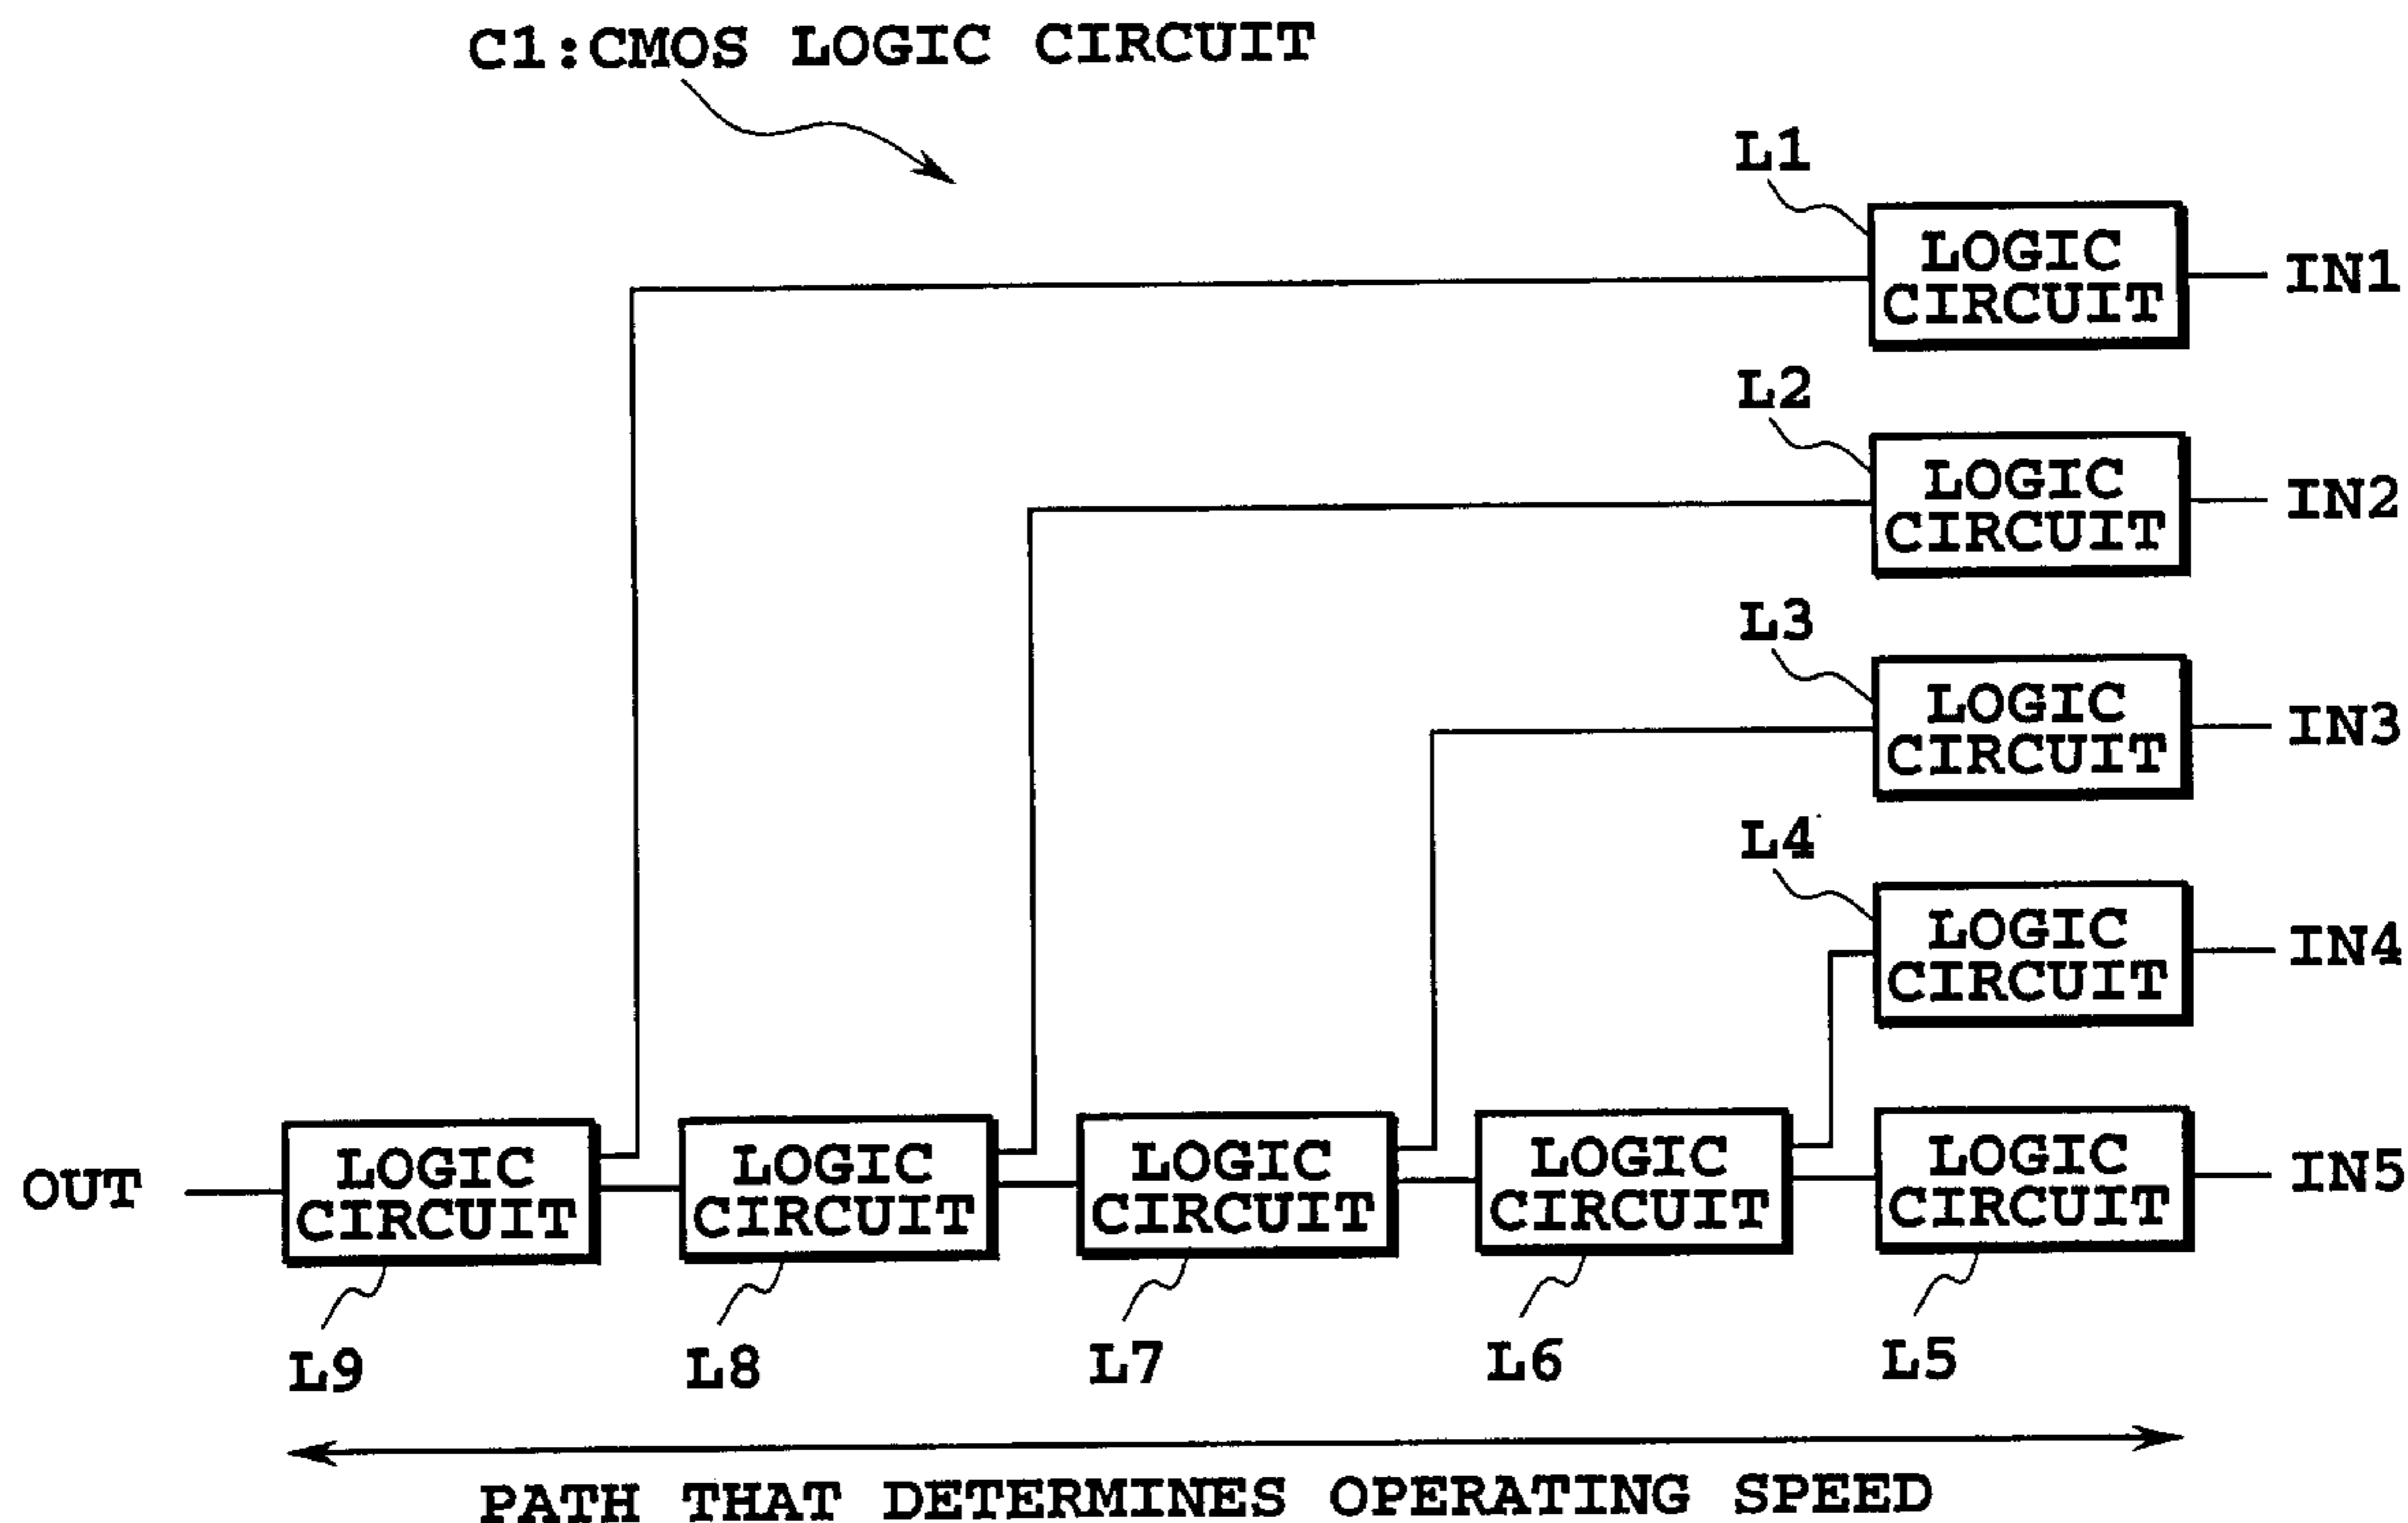 C1:CMOS LOGIC CIRCUIT
L1
LOGIC
CIRCUIT
IN1
L2
LOGIC
CIRCUIT
IN2
L3
LOGIC
CIRCUIT
IN3
L4
LOGIC
CIRCUIT
IN4
OUT
LOGIC
CIRCUIT
LOGIC
CIRCUIT
LOGIC
CIRCUIT
LOGIC
CIRCUIT
LOGIC
CIRCUIT
IN5
L9
L8
L7
L6
L5
PATH THAT DETERMINES OPERATING SPEED